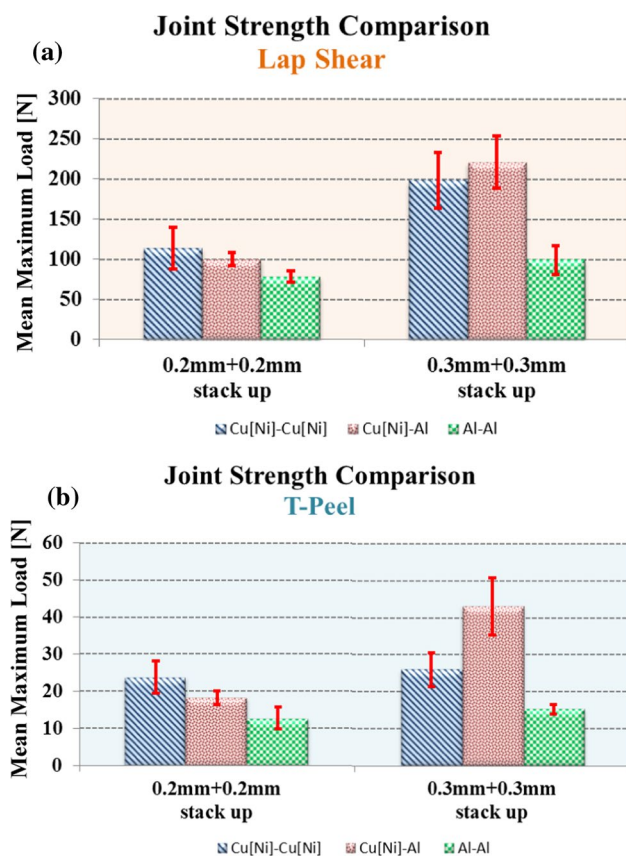 Joint Strength Comparison
(a)
Lap Shear
Mean Maximum Load [N]
300
250
200
150
100
50
0
0.2mm+0.2mm
stack up
0.3mm+0.3mm
stack up
Cu[Ni]-Cu[Ni] Cu[Ni]-Al Al-Al
Joint Strength Comparison
(b)
T-Peel
Mean Maximum Load [N]
60
50
40
30
20
10
0
0.2mm+0.2mm
stack up
0.3mm+0.3mm
stack up
Cu[Ni]-Cu[Ni] Cu[Ni]-Al Al-Al